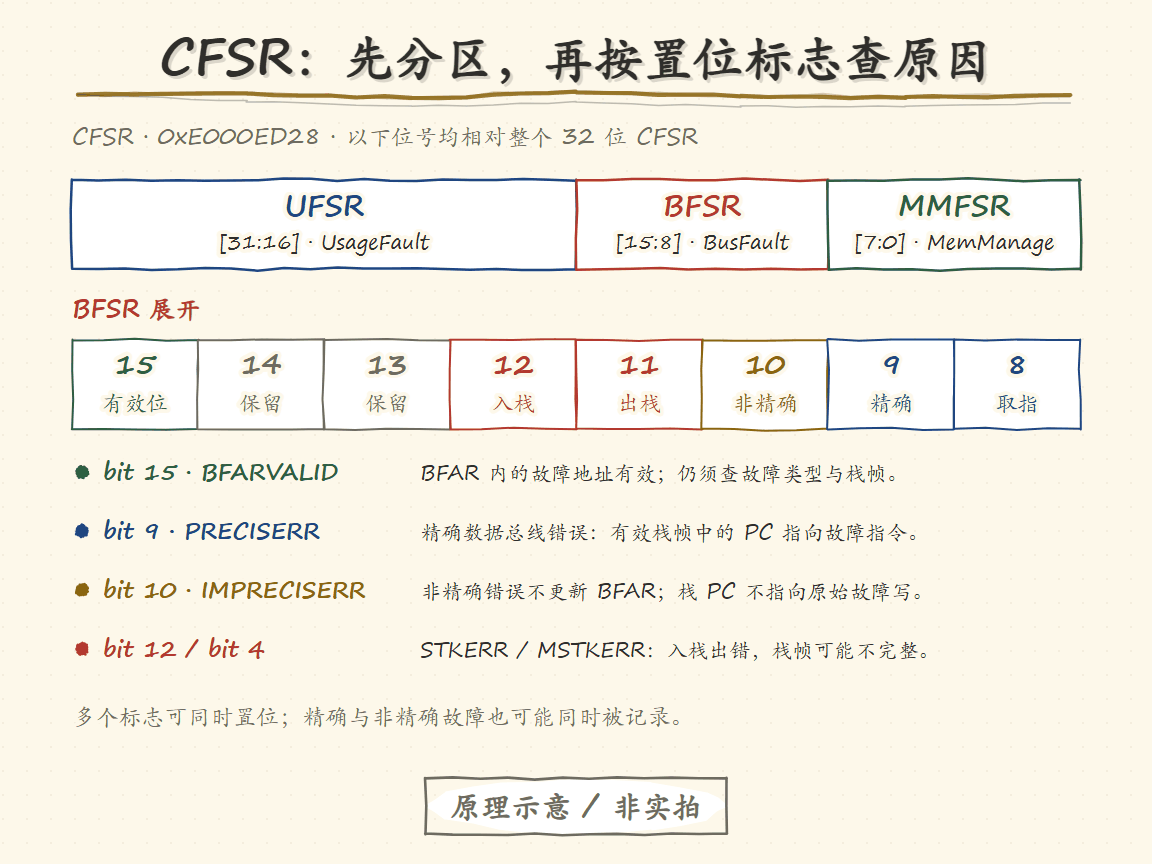 CFSR：先分区，再按置位标志查原因
CFSR · 0xE000ED28 · 以下位号均相对整个 32 位 CFSR
UFSR
[31:16] · UsageFault
BFSR
[15:8] · BusFault
MMFSR
[7:0] · MemManage
BFSR 展开
15
有效位
14
保留
13
保留
12
入栈
11
出栈
10
非精确
9
精确
8
取指
bit 15 · BFARVALID
BFAR 内的故障地址有效；仍须查故障类型与栈帧。
bit 9 · PRECISERR
精确数据总线错误：有效栈帧中的 PC 指向故障指令。
bit 10 · IMPRECISERR
非精确错误不更新 BFAR；栈 PC 不指向原始故障写。
bit 12 / bit 4
STKERR / MSTKERR：入栈出错，栈帧可能不完整。
多个标志可同时置位；精确与非精确故障也可能同时被记录。
原理示意 / 非实拍